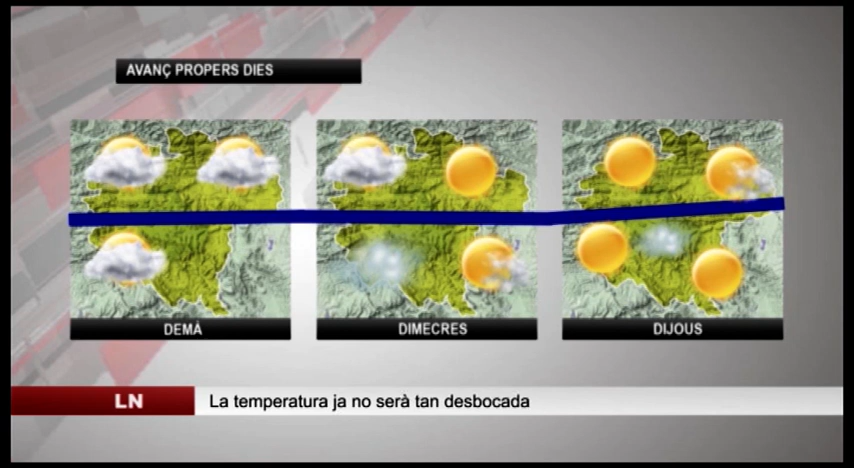 AVANÇ PROPERS DIES
DEMÀ
DIMECRES
DIJOUS
LN
La temperatura ja no serà tan desbocada